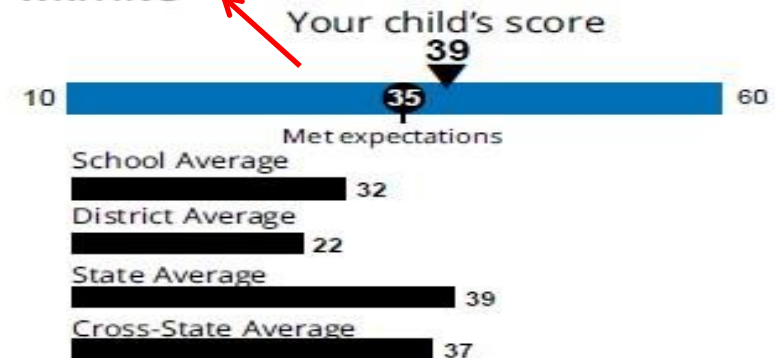 Your child's score
39
10 35 60
Met expectations
School Average
32
District Average
22
State Average
39
Cross-State Average
37